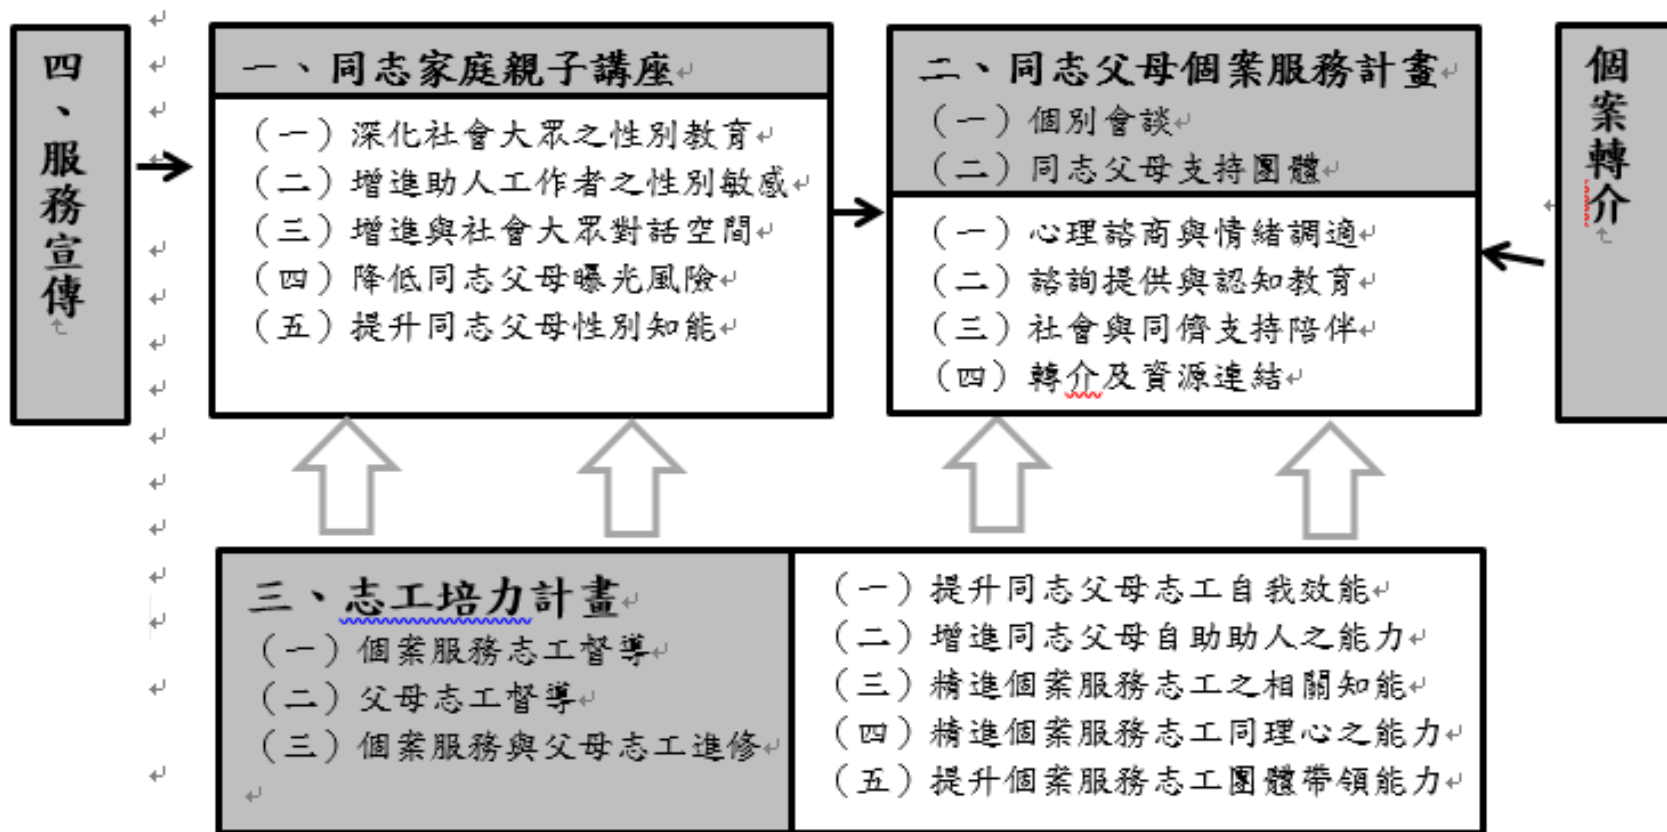 四、服務宣傳
一、同志家庭親子講座
（一）深化社會大眾之性別教育
（二）增進助人工作者之性別敏感
（三）增進與社會大眾對話空間
（四）降低同志父母曝光風險
（五）提升同志父母性別知能
二、同志父母個案服務計畫
（一）個別會談
（二）同志父母支持團體
（一）心理諮商與情緒調適
（二）諮詢提供與認知教育
（三）社會與同儕支持陪伴
（四）轉介及資源連結
個案轉介
三、志工培力計畫
（一）個案服務志工督導
（二）父母志工督導
（三）個案服務與父母志工進修
（一）提升同志父母志工自我效能
（二）增進同志父母自助助人之能力
（三）精進個案服務志工之相關知能
（四）精進個案服務志工同理心之能力
（五）提升個案服務志工團體帶領能力